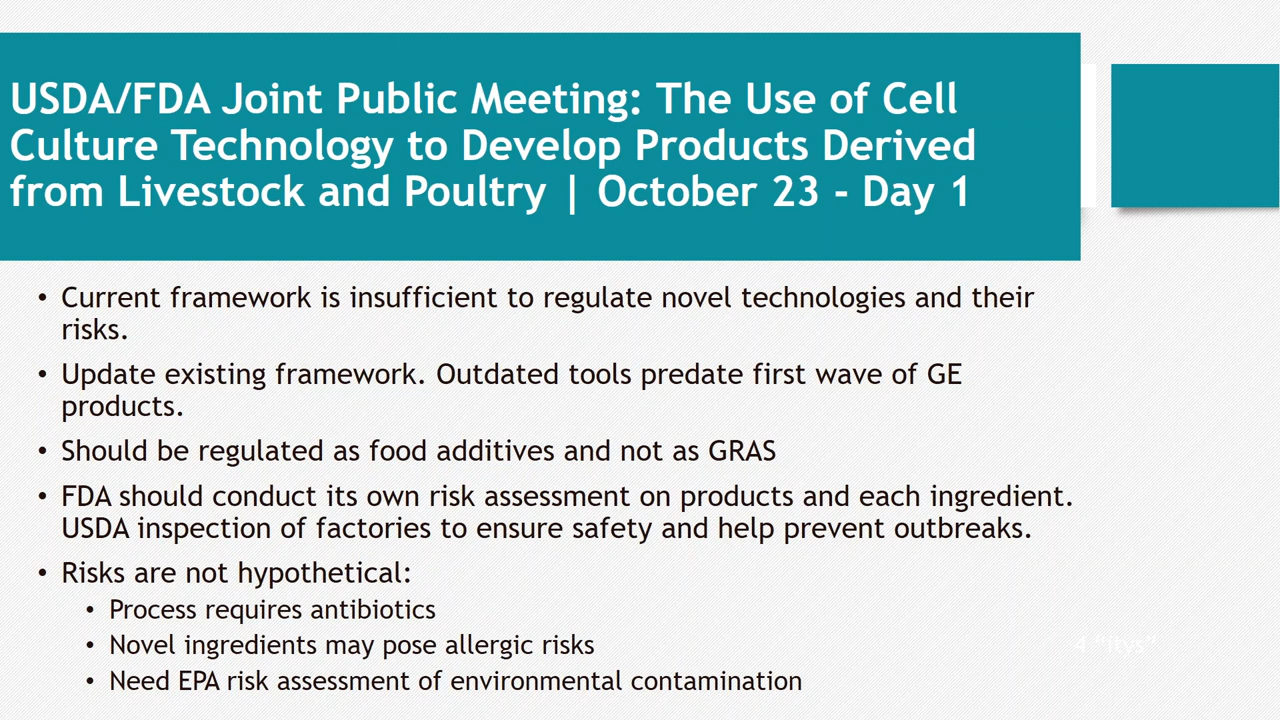 USDA/FDA Joint Public Meeting: The Use of Cell
Culture Technology to Develop Products Derived
from Livestock and Poultry | October 23 - Day 1
• Current framework is insufficient to regulate novel technologies and their
risks.
• Update existing framework. Outdated tools predate first wave of GE
products.
• Should be regulated as food additives and not as GRAS
• FDA should conduct its own risk assessment on products and each ingredient.
USDA inspection of factories to ensure safety and help prevent outbreaks.
• Risks are not hypothetical:
• Process requires antibiotics
• Novel ingredients may pose allergic risks
4 “itys”
• Need EPA risk assessment of environmental contamination